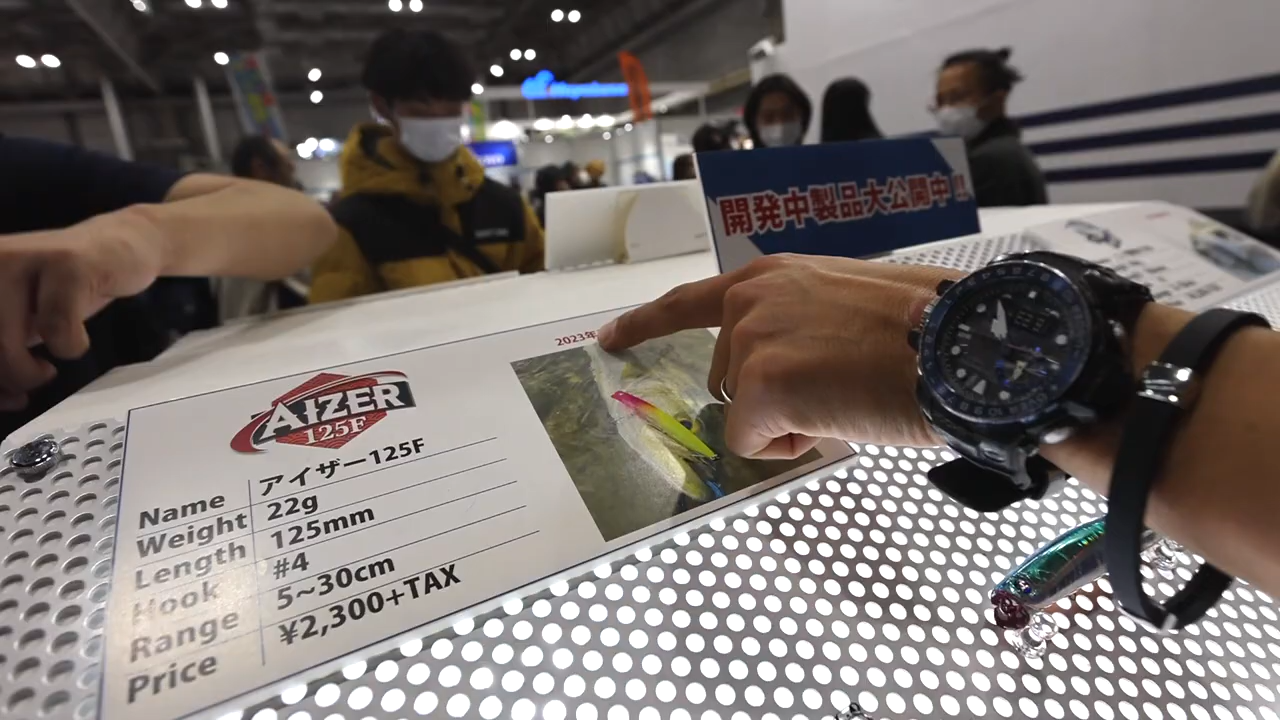 開発中製品大公開中!!
2023年
AIZER
125F
Name アイザー125F
Weight 22g
Length 125mm
Hook #4
Range 5~30cm
Price ¥2,300+TAX